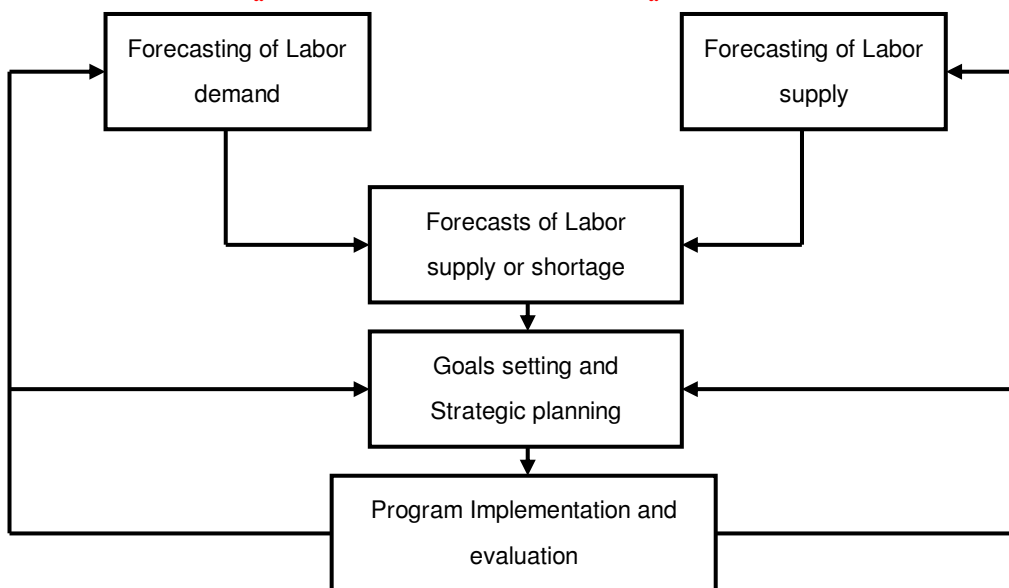 Forecasting of Labor
demand
Forecasting of Labor
supply
Forecasts of Labor
supply or shortage
Goals setting and
Strategic planning
Program Implementation and
evaluation